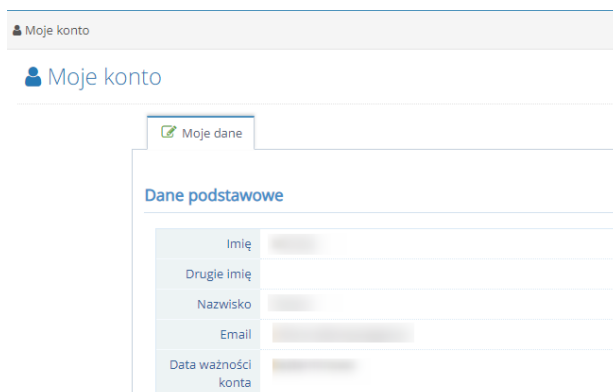 Moje konto
Moje konto
Moje dane
Dane podstawowe
Imię
Drugie imię
Nazwisko
Email
Data ważności
konta